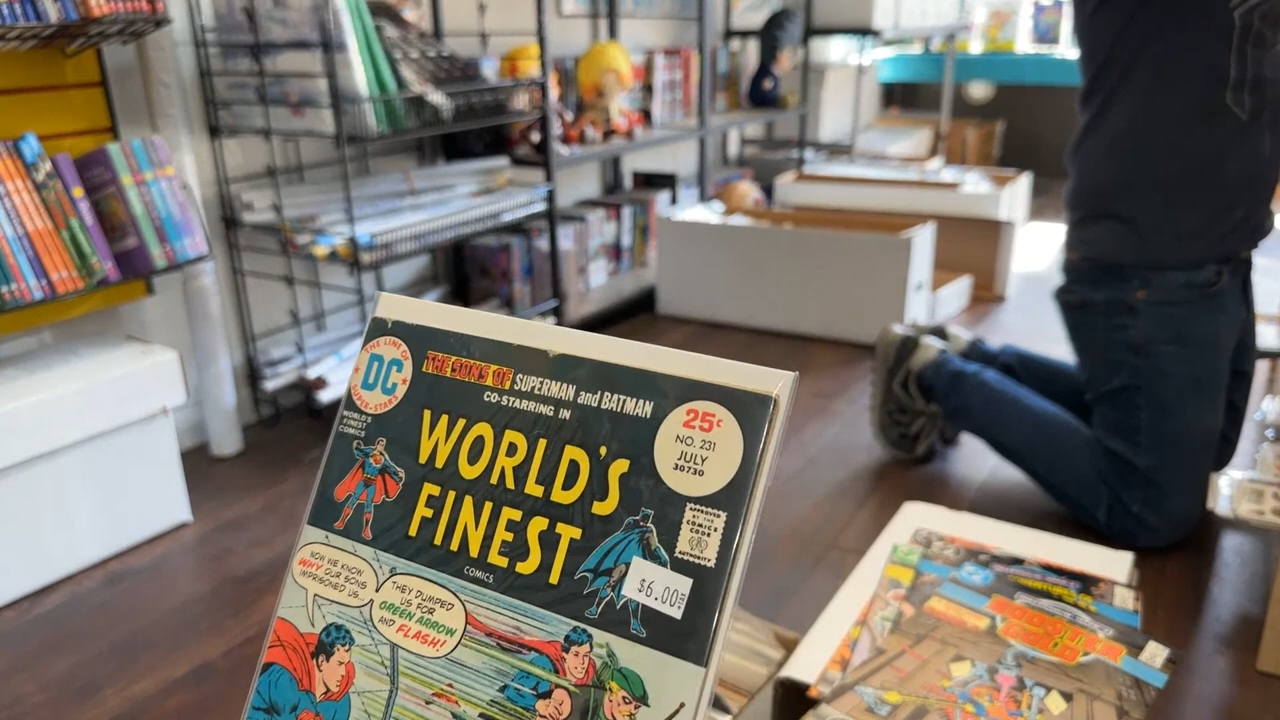 THE LINE OF
DC
SUPER-STARS
THE SONS OF SUPERMAN and BATMAN
CO-STARRING IN
WORLD'S
FINEST
COMICS
WORLD'S
FINEST
COMICS
25¢
NO. 231
JULY
30730
APPROVED
BY THE
COMICS
CODE
AUTHORITY
$6.00
NOW WE KNOW
WHY OUR SONS
IMPRISONED US...
THEY DUMPED
US FOR
GREEN ARROW
AND FLASH!
BOOSTER
GOLD